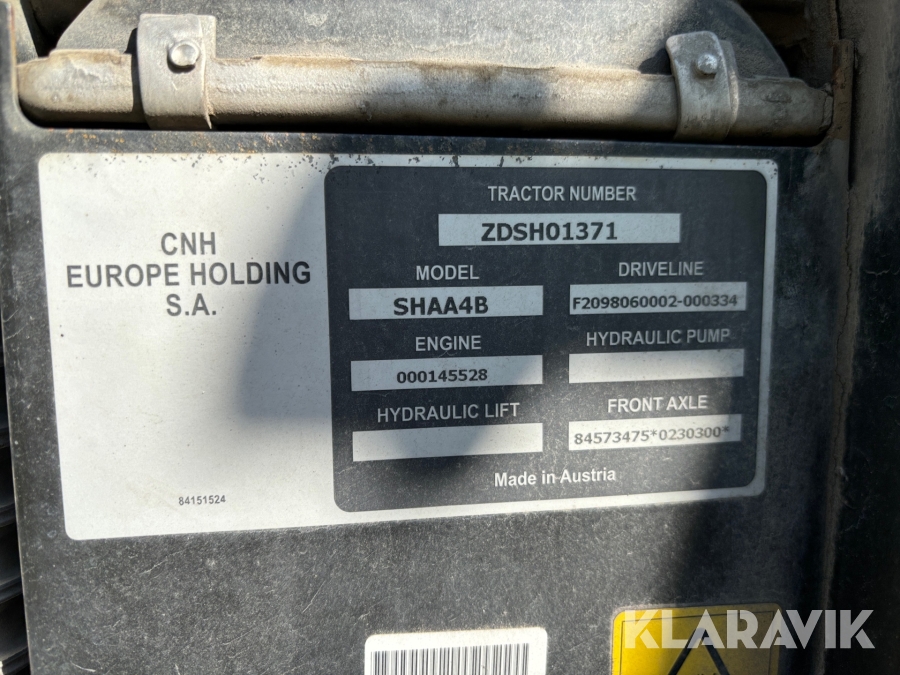 CNH
EUROPE HOLDING
S.A.
84151524
TRACTOR NUMBER
ZDSH01371
MODEL
SHAA4B
DRIVELINE
F2098060002-000334
ENGINE
000145528
HYDRAULIC PUMP
HYDRAULIC LIFT
FRONT AXLE
84573475*0230300*
Made in Austria
KLARAVIK